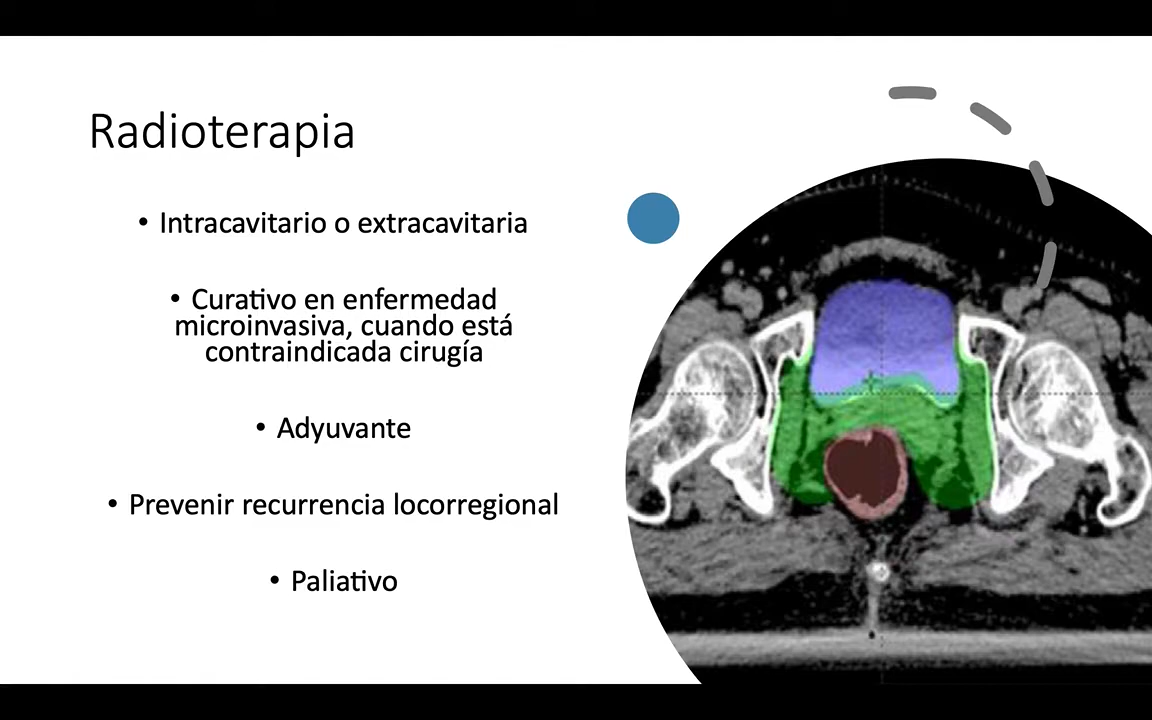 Radioterapia
• Intracavitario o extracavitaria
• Curativo en enfermedad
microinvasiva, cuando está
contraindicada cirugía
• Adyuvante
• Prevenir recurrencia locorregional
• Paliativo